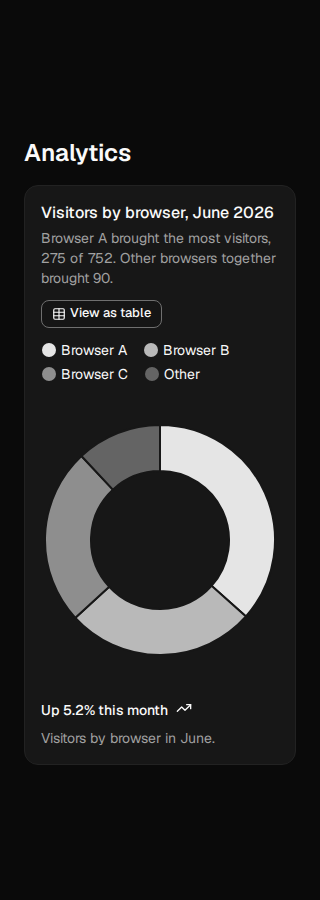 Analytics
Visitors by browser, June 2026
Browser A brought the most visitors,
275 of 752. Other browsers together
brought 90.
View as table
Browser A
Browser B
Browser C
Other
Up 5.2% this month
Visitors by browser in June.